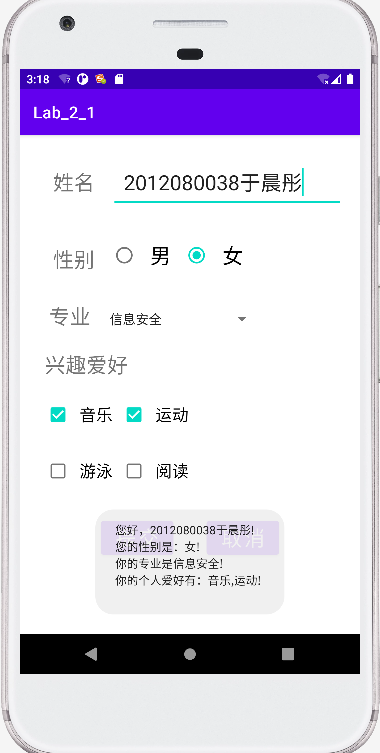 3:18
Lab_2_1
姓名 2012080038于晨彤
性别 男 女
专业 信息安全
兴趣爱好
音乐 运动
游泳 阅读
取消
您好，2012080038于晨彤!
您的性别是：女!
你的专业是信息安全!
你的个人爱好有：音乐,运动!